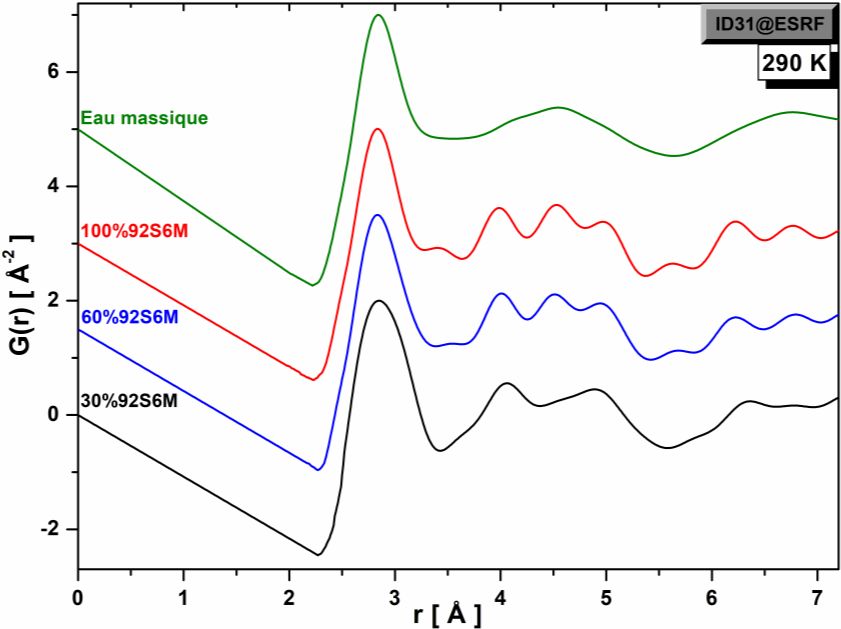 ID31@ESRF
290 K
6
4
2
0
-2
G(r) [ Å⁻² ]
Eau massique
100%92S6M
60%92S6M
30%92S6M
0 1 2 3 4 5 6 7
r [ Å ]